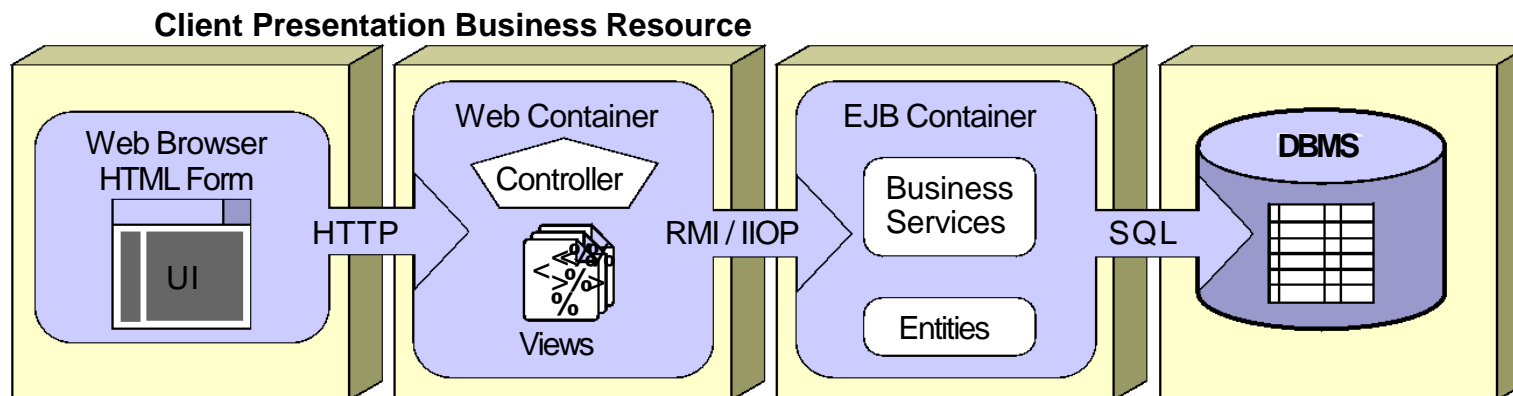 Client Presentation Business Resource
Web Browser
HTML Form
UI
HTTP
Web Container
Controller
Views
RMI / IIOP
EJB Container
Business
Services
Entities
SQL
DBMS